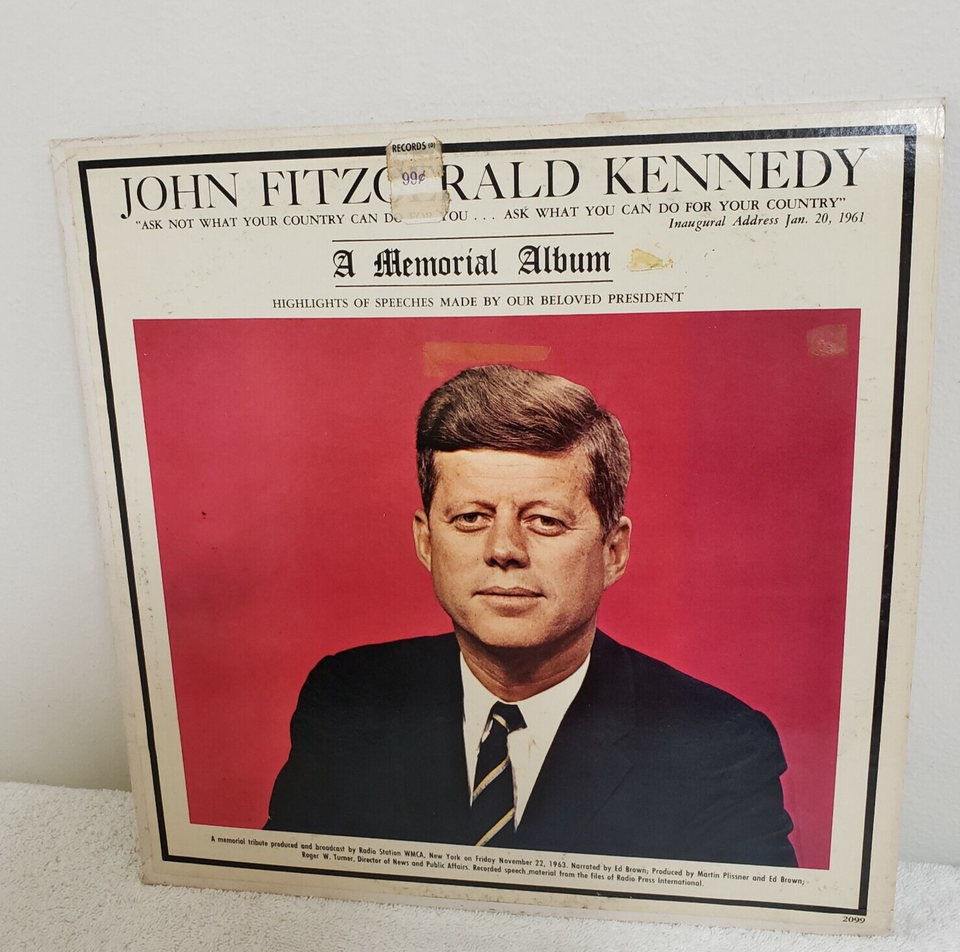 RECORDS (D)
99¢
JOHN FITZG RALD KENNEDY
"ASK NOT WHAT YOUR COUNTRY CAN DO FOR YOU . . . ASK WHAT YOU CAN DO FOR YOUR COUNTRY"
Inaugural Address Jan. 20, 1961
A Memorial Album
HIGHLIGHTS OF SPEECHES MADE BY OUR BELOVED PRESIDENT
A memorial tribute produced and broadcast by Radio Station WMCA, New York on Friday November 22, 1963. Narrated by Ed Brown; Produced by Martin Plissner and Ed Brown;
Roger W. Turner, Director of News and Public Affairs. Recorded speech material from the files of Radio Press International.
2099